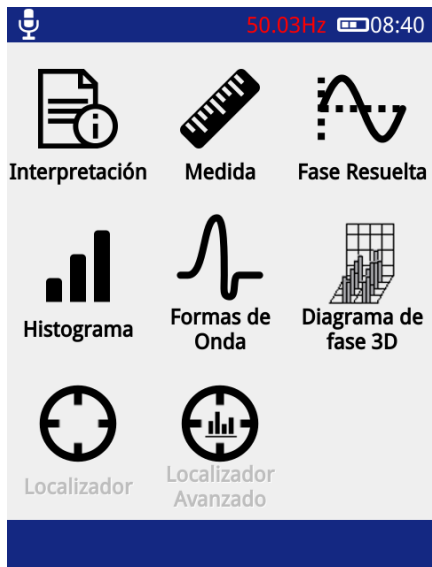 50.03Hz 08:40
Interpretación Medida Fase Resuelta
Histograma
Formas de
Onda
Diagrama de
fase 3D
Localizador
Localizador
Avanzado